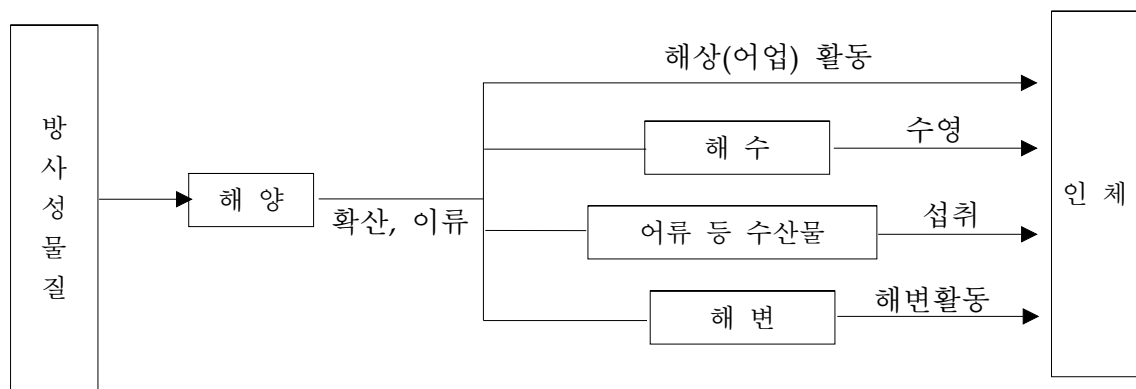 방사성물질
해 양
확산, 이류
해상(어업) 활동
해 수
수영
어류 등 수산물
섭취
해 변
해변활동
인 체